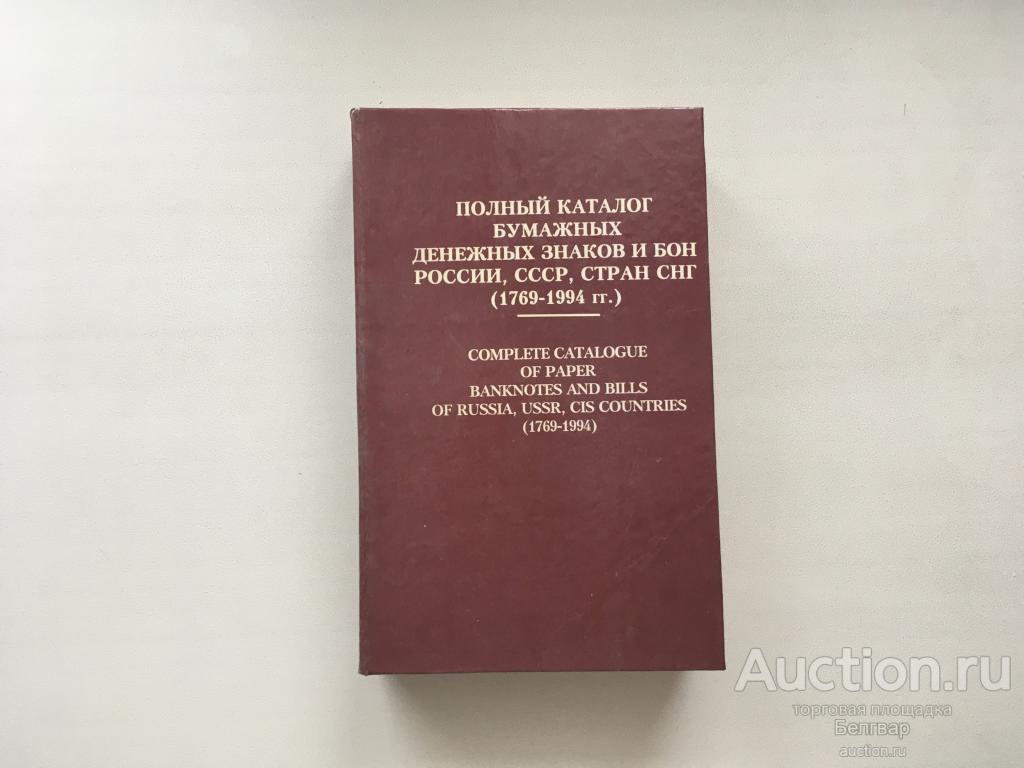 ПОЛНЫЙ КАТАЛОГ
БУМАЖНЫХ
ДЕНЕЖНЫХ ЗНАКОВ И БОН
РОССИИ, СССР, СТРАН СНГ
(1769-1994 гг.)
COMPLETE CATALOGUE
OF PAPER
BANKNOTES AND BILLS
OF RUSSIA, USSR, CIS COUNTRIES
(1769-1994)
Auction.ru
торговая площадка
Белгвар
auction.ru